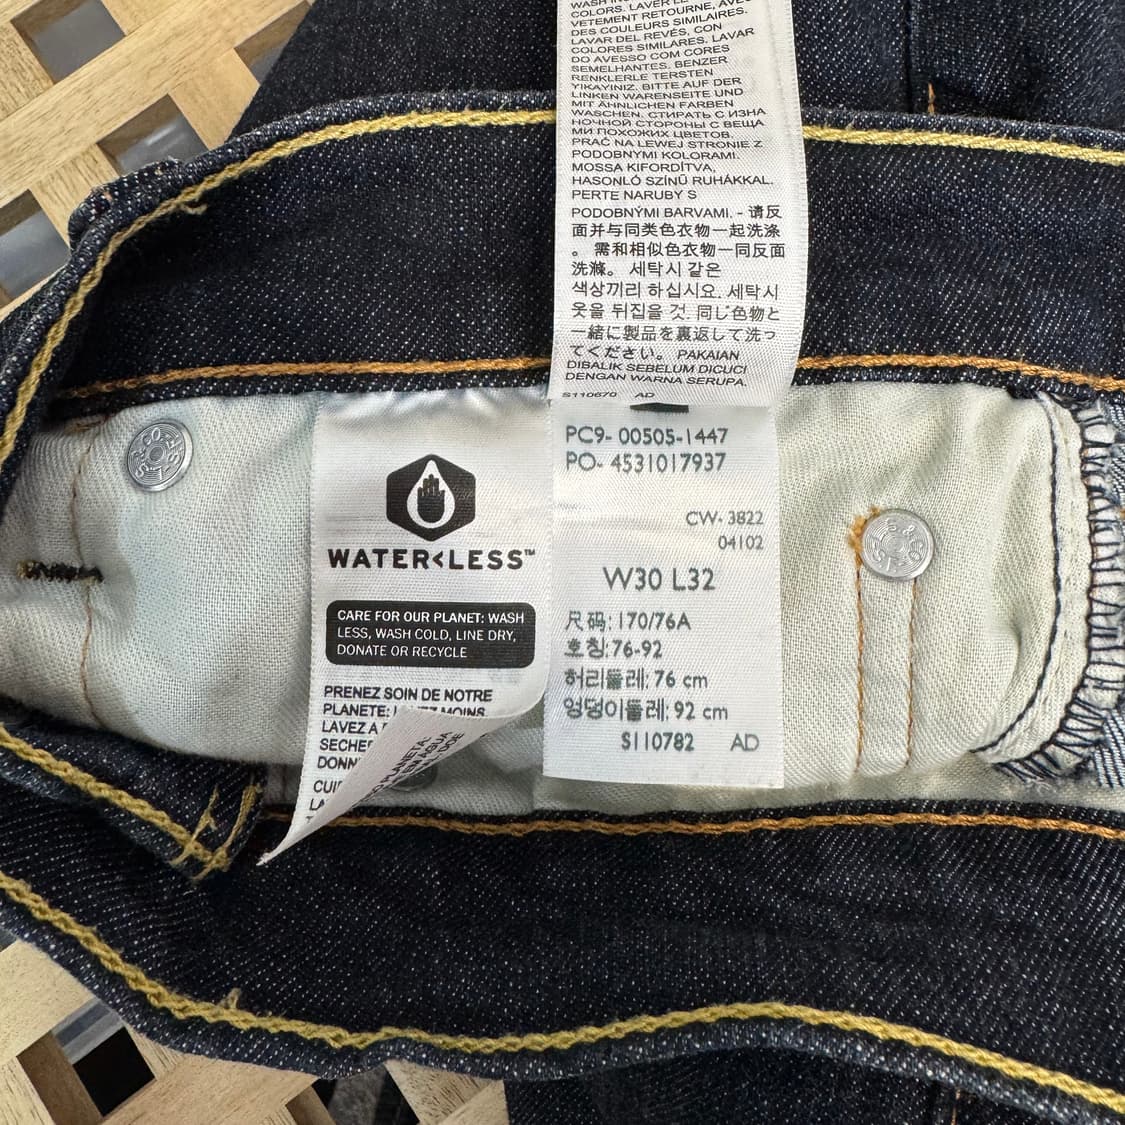 COLORS. LAVER LE
VETEMENT RETOURNE, AVEC
DES COULEURS SIMILAIRES.
LAVAR DEL REVÉS, CON
COLORES SIMILARES. LAVAR
DO AVESSO COM CORES
SEMELHANTES. BENZER
RENKLERLE TERSTEN
YIKAYINIZ. BITTE AUF DER
LINKEN WARENSEITE UND
MIT ÄHNLICHEN FARBEN
WASCHEN. СТИРАТЬ С ИЗНА
НОЧНОЙ СТОРОНЫ С ВЕЩА
МИ ПОХОЖИХ ЦВЕТОВ.
PRAĆ NA LEWEJ STRONIE Z
PODOBNYMI KOLORAMI.
MOSSA KIFORDÍTVA,
HASONLÓ SZÍNŰ RUHÁKKAL.
PERTE NARUBY S
PODOBNÝMI BARVAMI. - 请反
面并与同类色衣物一起洗涤
。 需和相似色衣物一同反面
洗滌。 세탁시 같은
색상끼리 하십시요. 세탁시
옷을 뒤집을 것. 同じ色物と
一緒に製品を裏返して洗っ
てください。 PAKAIAN
DIBALIK SEBELUM DICUCI
DENGAN WARNA SERUPA.
S110670 AD
WATER<LESS™
CARE FOR OUR PLANET: WASH
LESS, WASH COLD, LINE DRY,
DONATE OR RECYCLE
PRENEZ SOIN DE NOTRE
PLANETE: MOINS,
LAVEZ A
PC9- 00505-1447
PO- 4531017937
CW- 3822
04102
W30 L32
尺码: 170/76A
호칭: 76-92
허리둘레: 76 cm
엉덩이둘레: 92 cm
S110782 AD